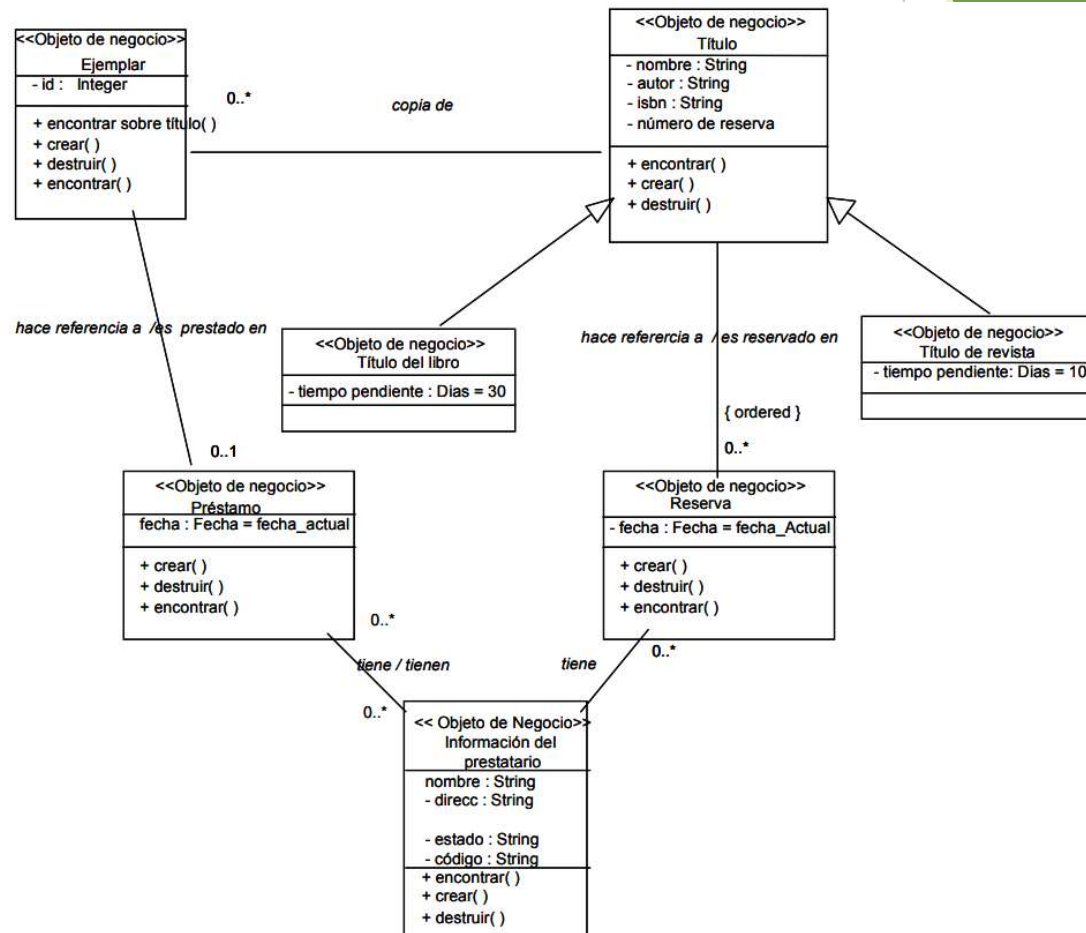 <<Objeto de negocio>>
Ejemplar
- id :   Integer
+ encontrar sobre título( )
+ crear( )
+ destruir( )
+ encontrar( )
0..*
copia de
<<Objeto de negocio>>
Título
- nombre : String
- autor : String
- isbn : String
- número de reserva
+ encontrar( )
+ crear( )
+ destruir( )
hace referencia a  /es  prestado en
<<Objeto de negocio>>
Título del libro
- tiempo pendiente : Dias = 30
hace referencia a  / es reservado en
<<Objeto de negocio>>
Título de revista
- tiempo pendiente: Dias = 10
{ ordered }
0..1
0..*
<<Objeto de negocio>>
Préstamo
fecha : Fecha = fecha_actual
+ crear( )
+ destruir( )
+ encontrar( )
<<Objeto de negocio>>
Reserva
- fecha : Fecha = fecha_Actual
+ crear( )
+ destruir( )
+ encontrar( )
0..*
tiene / tienen
tiene
0..*
0..*
<< Objeto de Negocio>>
Información del
prestatario
nombre : String
- direcc : String
- estado : String
- código : String
+ encontrar( )
+ crear( )
+ destruir( )